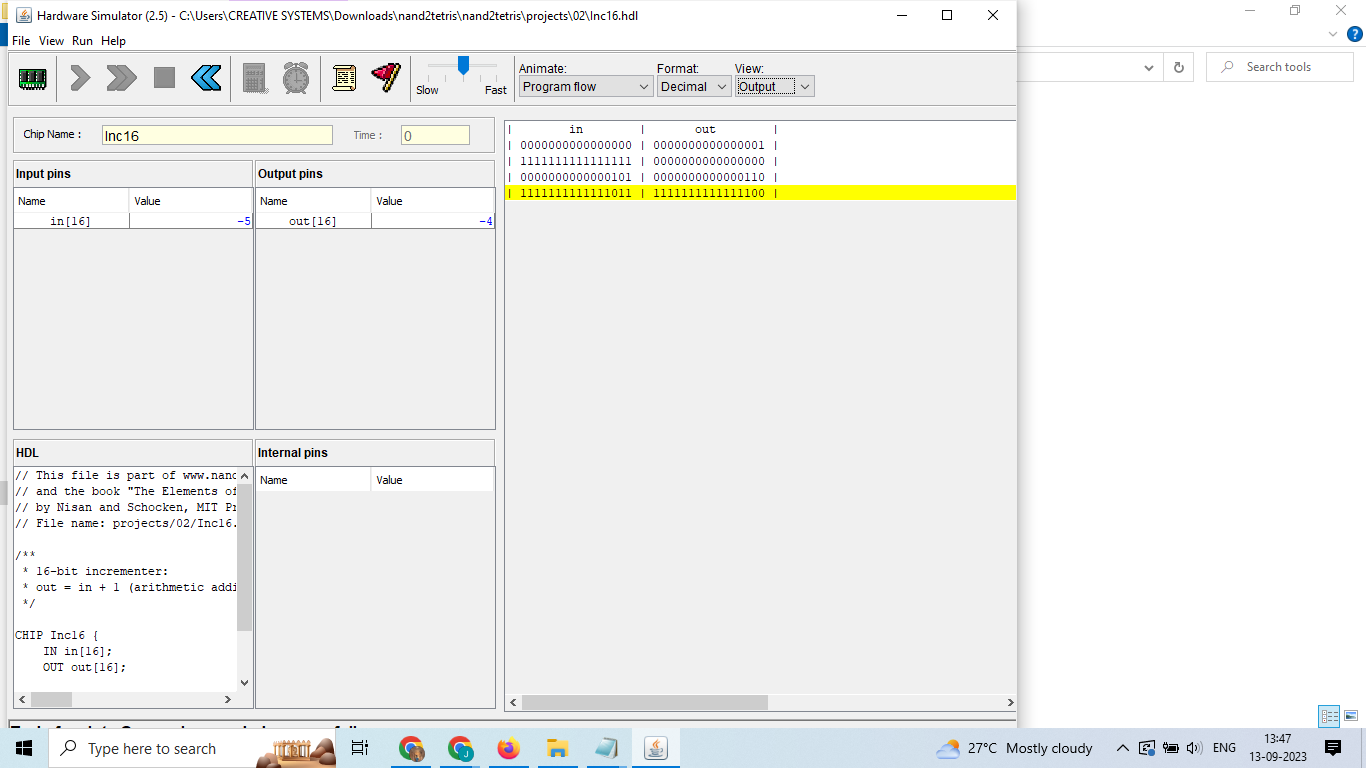 Hardware Simulator (2.5) - C:\Users\CREATIVE SYSTEMS\Downloads\nand2tetris\nand2tetris\projects\02\Inc16.hdl
File View Run Help
Slow Fast
Animate: Format: View:
Program flow Decimal Output
Search tools
Chip Name : Inc16 Time : 0
Input pins
Name Value
in[16] -5
Output pins
Name Value
out[16] -4
| in | out |
| 0000000000000000 | 0000000000000001 |
| 1111111111111111 | 0000000000000000 |
| 0000000000000101 | 0000000000000110 |
| 1111111111111011 | 1111111111111100 |
HDL
// This file is part of www.nand
// and the book "The Elements of
// by Nisan and Schocken, MIT Pr
// File name: projects/02/Inc16.
/**
* 16-bit incrementer:
* out = in + 1 (arithmetic addi
*/
CHIP Inc16 {
IN in[16];
OUT out[16];
Internal pins
Name Value
Type here to search
27°C Mostly cloudy
ENG
13:47
13-09-2023